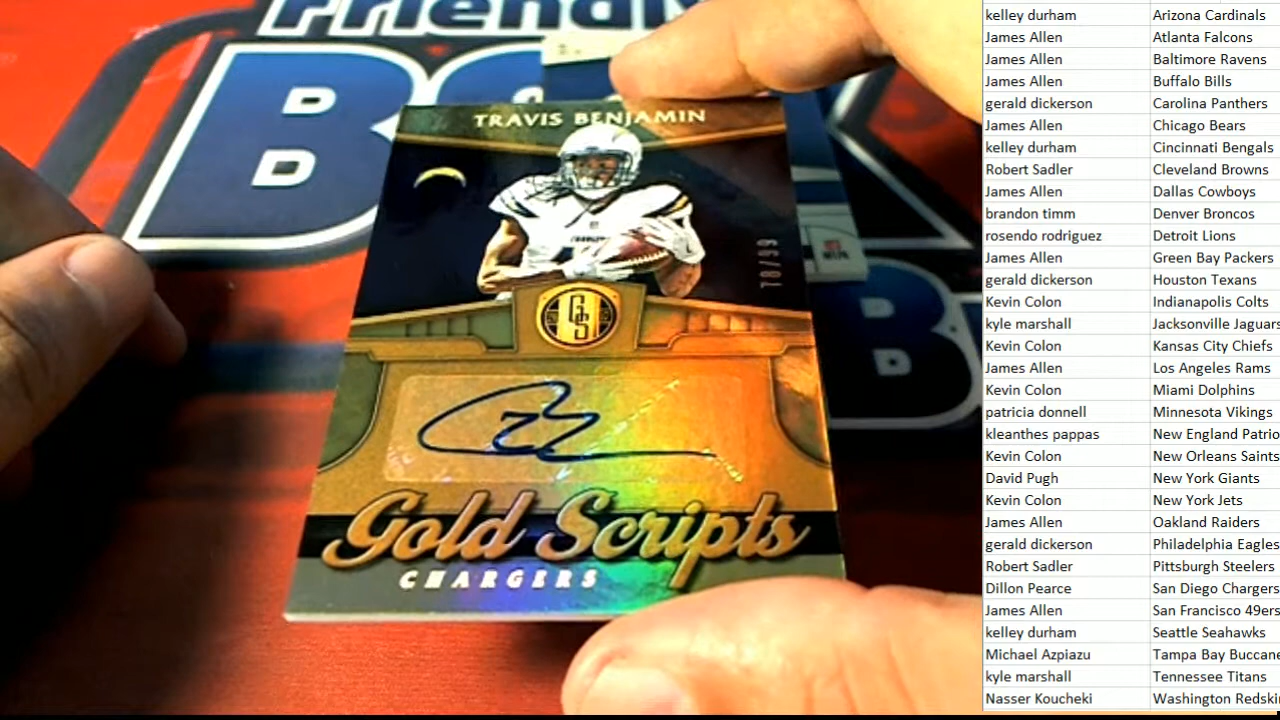 Friendly
TRAVIS BENJAMIN
78/99
GS
Gold Scripts
CHARGERS
kelley durham Arizona Cardinals
James Allen Atlanta Falcons
James Allen Baltimore Ravens
James Allen Buffalo Bills
gerald dickerson Carolina Panthers
James Allen Chicago Bears
kelley durham Cincinnati Bengals
Robert Sadler Cleveland Browns
James Allen Dallas Cowboys
brandon timm Denver Broncos
rosendo rodriguez Detroit Lions
James Allen Green Bay Packers
gerald dickerson Houston Texans
Kevin Colon Indianapolis Colts
kyle marshall Jacksonville Jaguar
Kevin Colon Kansas City Chiefs
James Allen Los Angeles Rams
Kevin Colon Miami Dolphins
patricia donnell Minnesota Vikings
kleanthes pappas New England Patrio
Kevin Colon New Orleans Saints
David Pugh New York Giants
Kevin Colon New York Jets
James Allen Oakland Raiders
gerald dickerson Philadelphia Eagles
Robert Sadler Pittsburgh Steelers
Dillon Pearce San Diego Chargers
James Allen San Francisco 49ers
kelley durham Seattle Seahawks
Michael Azpiazu Tampa Bay Buccane
kyle marshall Tennessee Titans
Nasser Koucheki Washington Redski